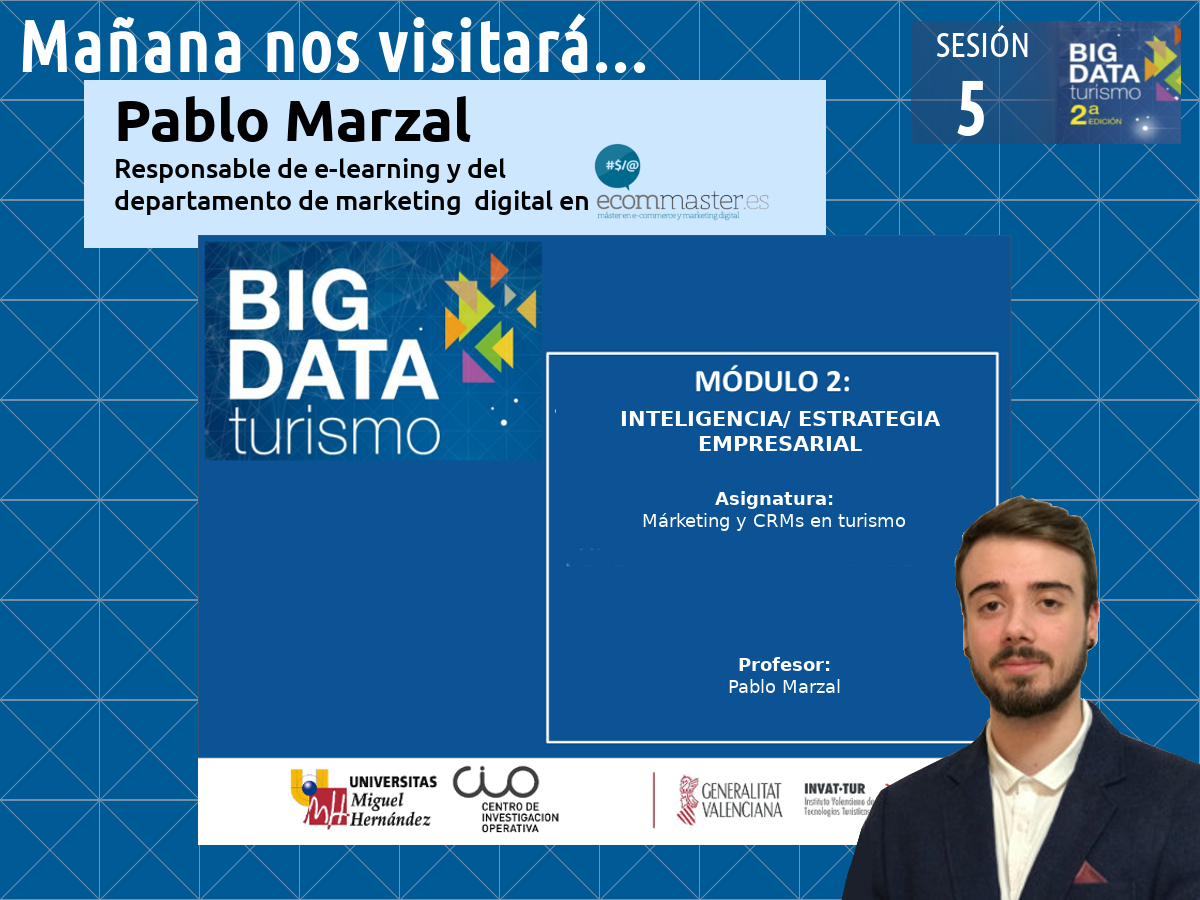 Mañana nos visitará...
SESIÓN
5
BIG
DATA
turismo
2ª
EDICIÓN
Pablo Marzal
Responsable de e-learning y del
departamento de marketing digital en
#$/@
ecommaster.es
máster en e-commerce y marketing digital
BIG
DATA
turismo
MÓDULO 2:
INTELIGENCIA/ ESTRATEGIA
EMPRESARIAL
Asignatura:
Márketing y CRMs en turismo
Profesor:
Pablo Marzal
UNIVERSITAS
Miguel
Hernández
CIO
CENTRO DE
INVESTIGACION
OPERATIVA
GENERALITAT
VALENCIANA
INVAT·TUR
Instituto Valenciano de
Tecnologías Turísticas